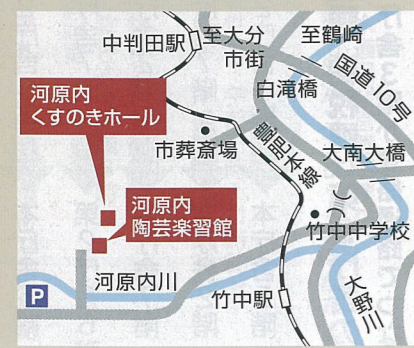 中判田駅
至大分
市街
至鶴崎
国道10号
白滝橋
河原内
くすのきホール
市葬斎場
豊肥本線
大南大橋
河原内
陶芸楽習館
竹中中学校
河原内川
P
竹中駅
大野川